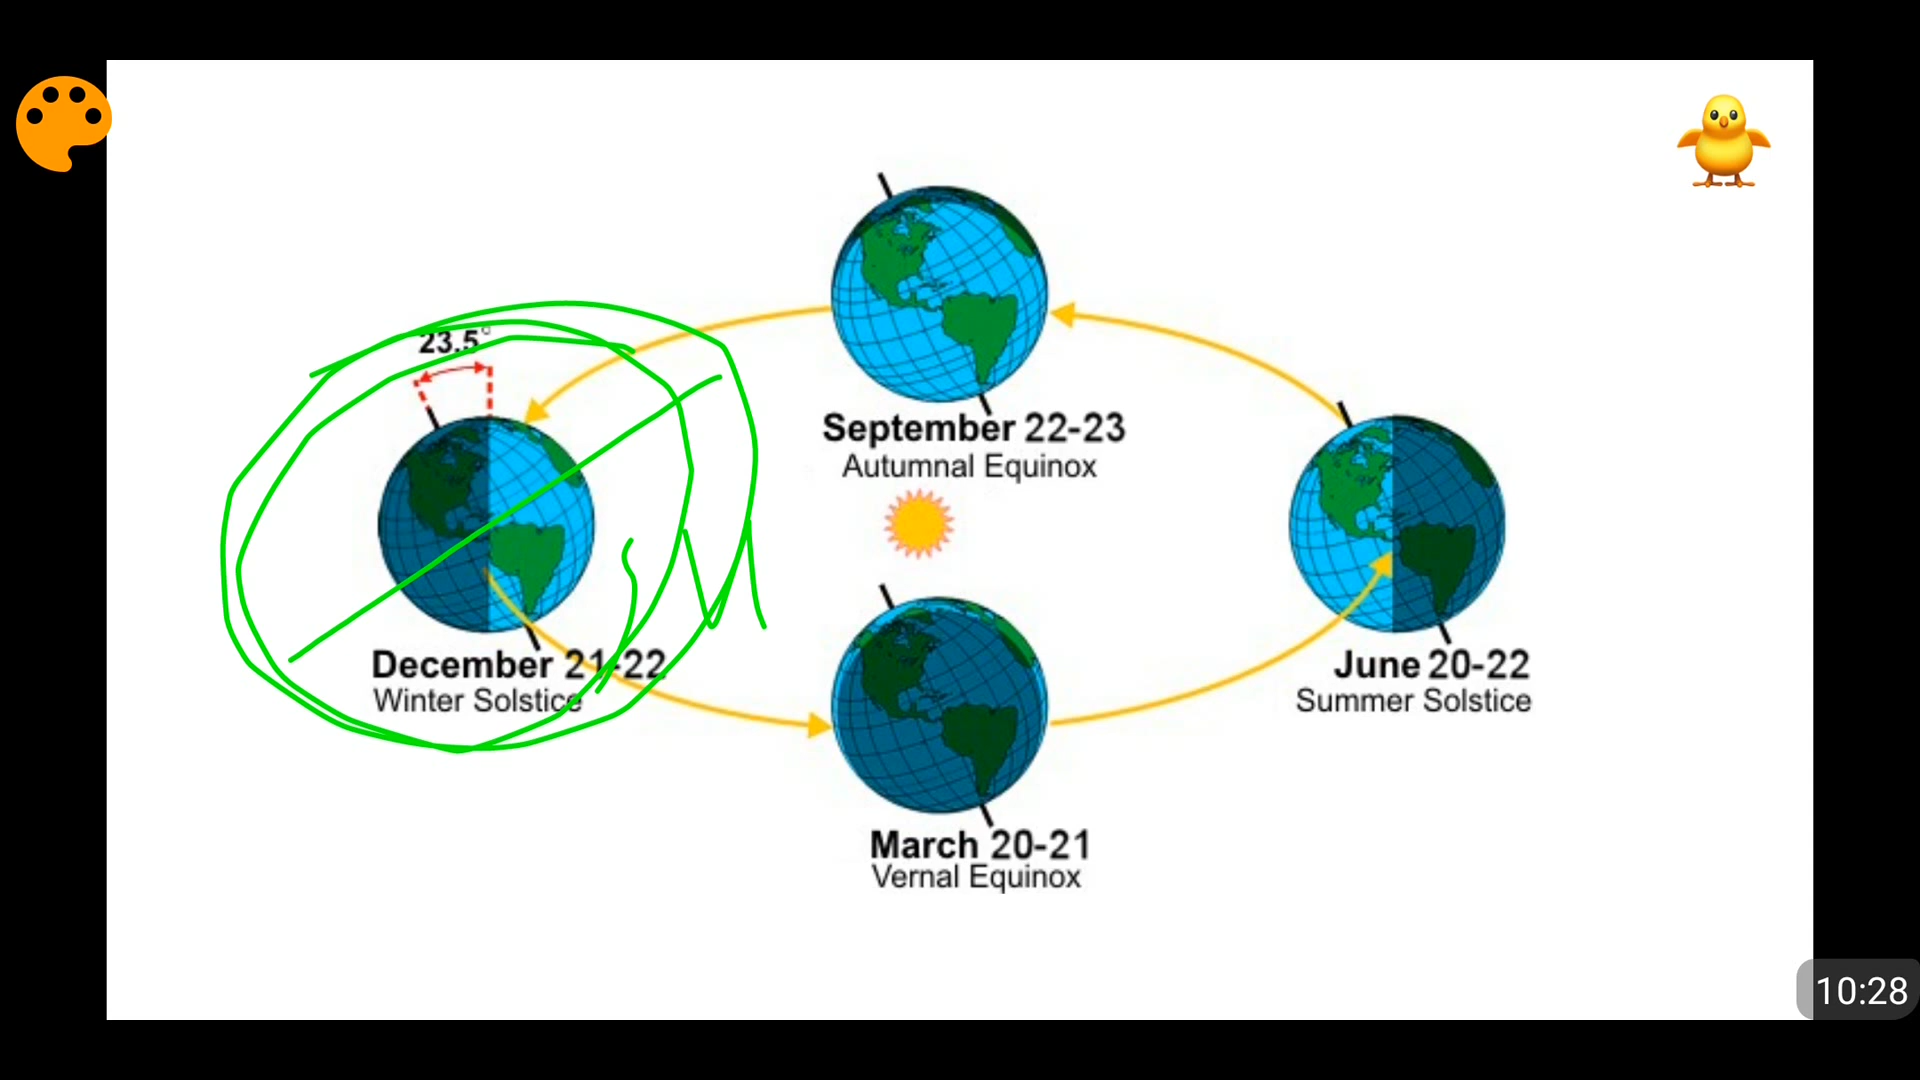 23.5°
September 22-23
Autumnal Equinox
December 21-22
Winter Solstice
June 20-22
Summer Solstice
March 20-21
Vernal Equinox
10:28